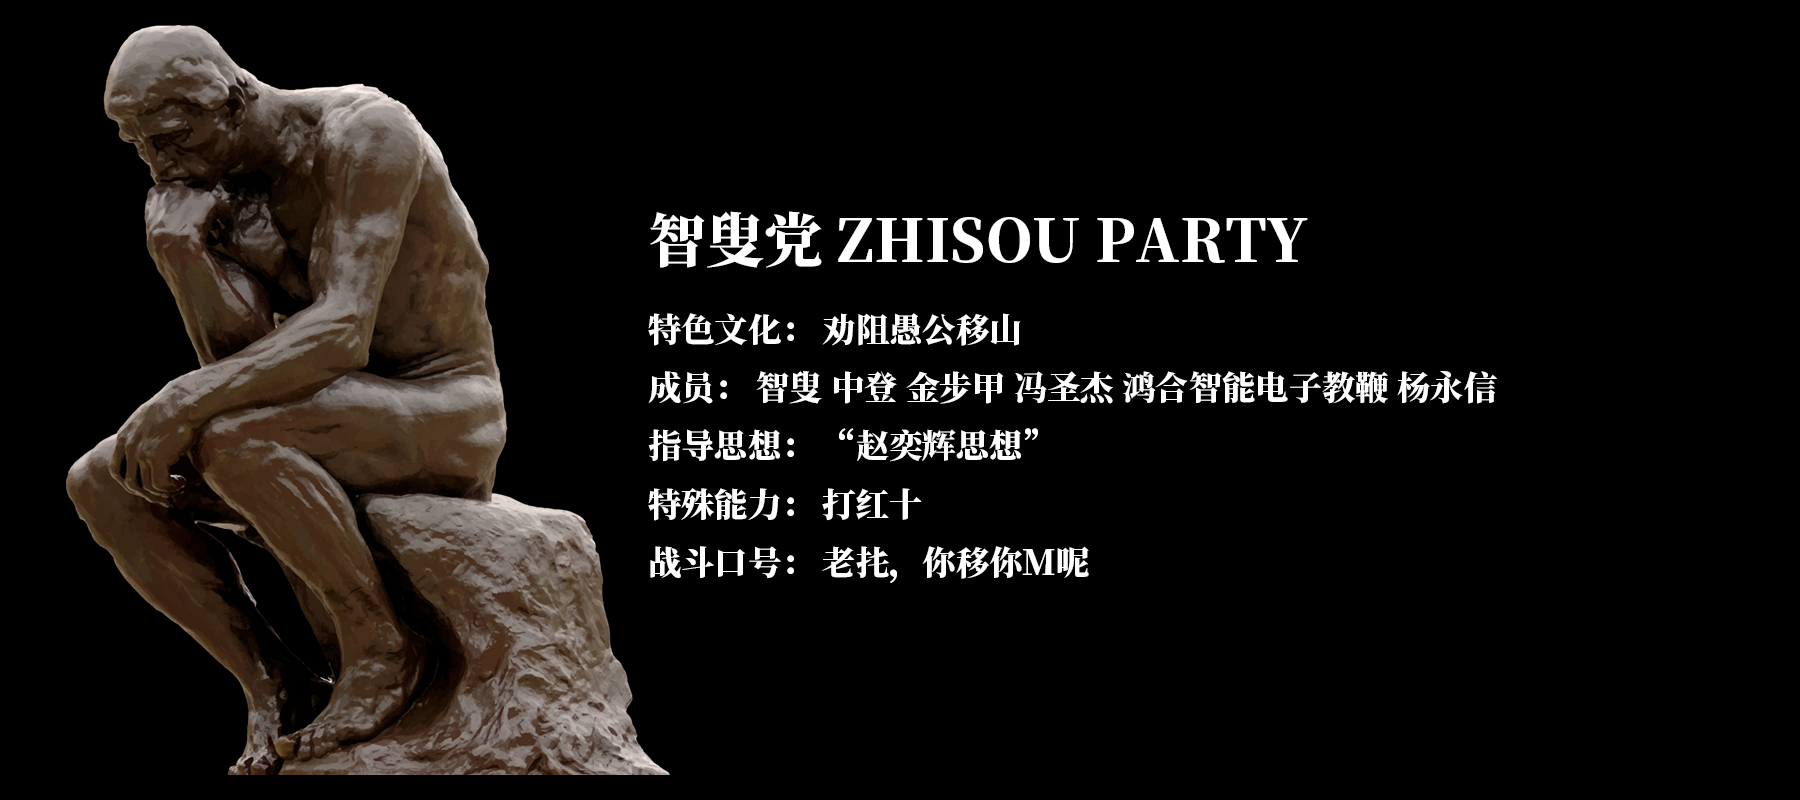 智叟党 ZHISOU PARTY
特色文化： 劝阻愚公移山
成员： 智叟 中登 金步甲 冯圣杰 鸿合智能电子教鞭 杨永信
指导思想： “赵奕辉思想”
特殊能力： 打红十
战斗口号： 老㧌，你移你M呢